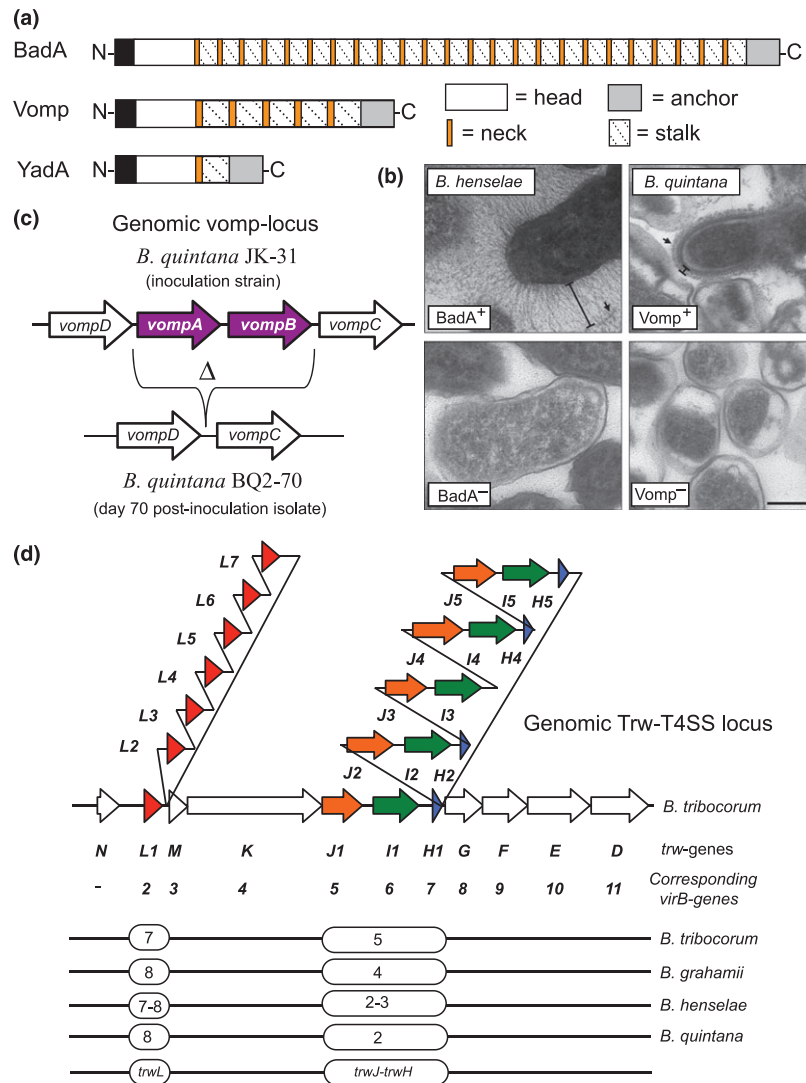 (a)
BadA N- -C
Vomp N- -C
YadA N- -C
= head = anchor
= neck = stalk
(b)
B. henselae B. quintana
BadA+ Vomp+
BadA– Vomp–
(c)
Genomic vomp-locus
B. quintana JK-31
(inoculation strain)
vompD vompA vompB vompC
Δ
vompD vompC
B. quintana BQ2-70
(day 70 post-inoculation isolate)
(d)
L7
L6
L5
L4
L3
L2
J5 I5 H5
J4 I4 H4
J3 I3
J2 I2 H2
Genomic Trw-T4SS locus
B. tribocorum
N L1 M K J1 I1 H1 G F E D trw-genes
- 2 3 4 5 6 7 8 9 10 11 Corresponding
virB-genes
7 5 B. tribocorum
8 4 B. grahamii
7-8 2-3 B. henselae
8 2 B. quintana
trwL trwJ-trwH